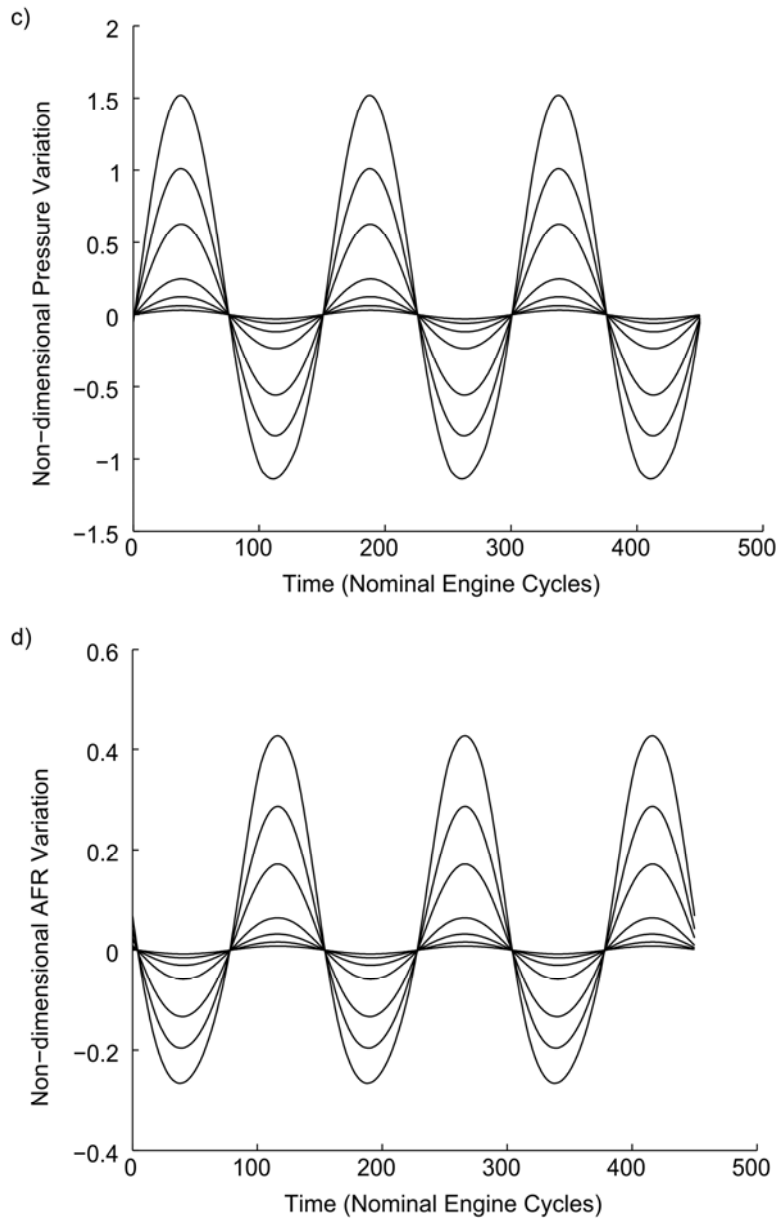 c)
Non−dimensional Pressure Variation
2
1.5
1
0.5
0
−0.5
−1
−1.5
0 100 200 300 400 500
Time (Nominal Engine Cycles)
d)
Non−dimensional AFR Variation
0.6
0.4
0.2
0
−0.2
−0.4
0 100 200 300 400 500
Time (Nominal Engine Cycles)